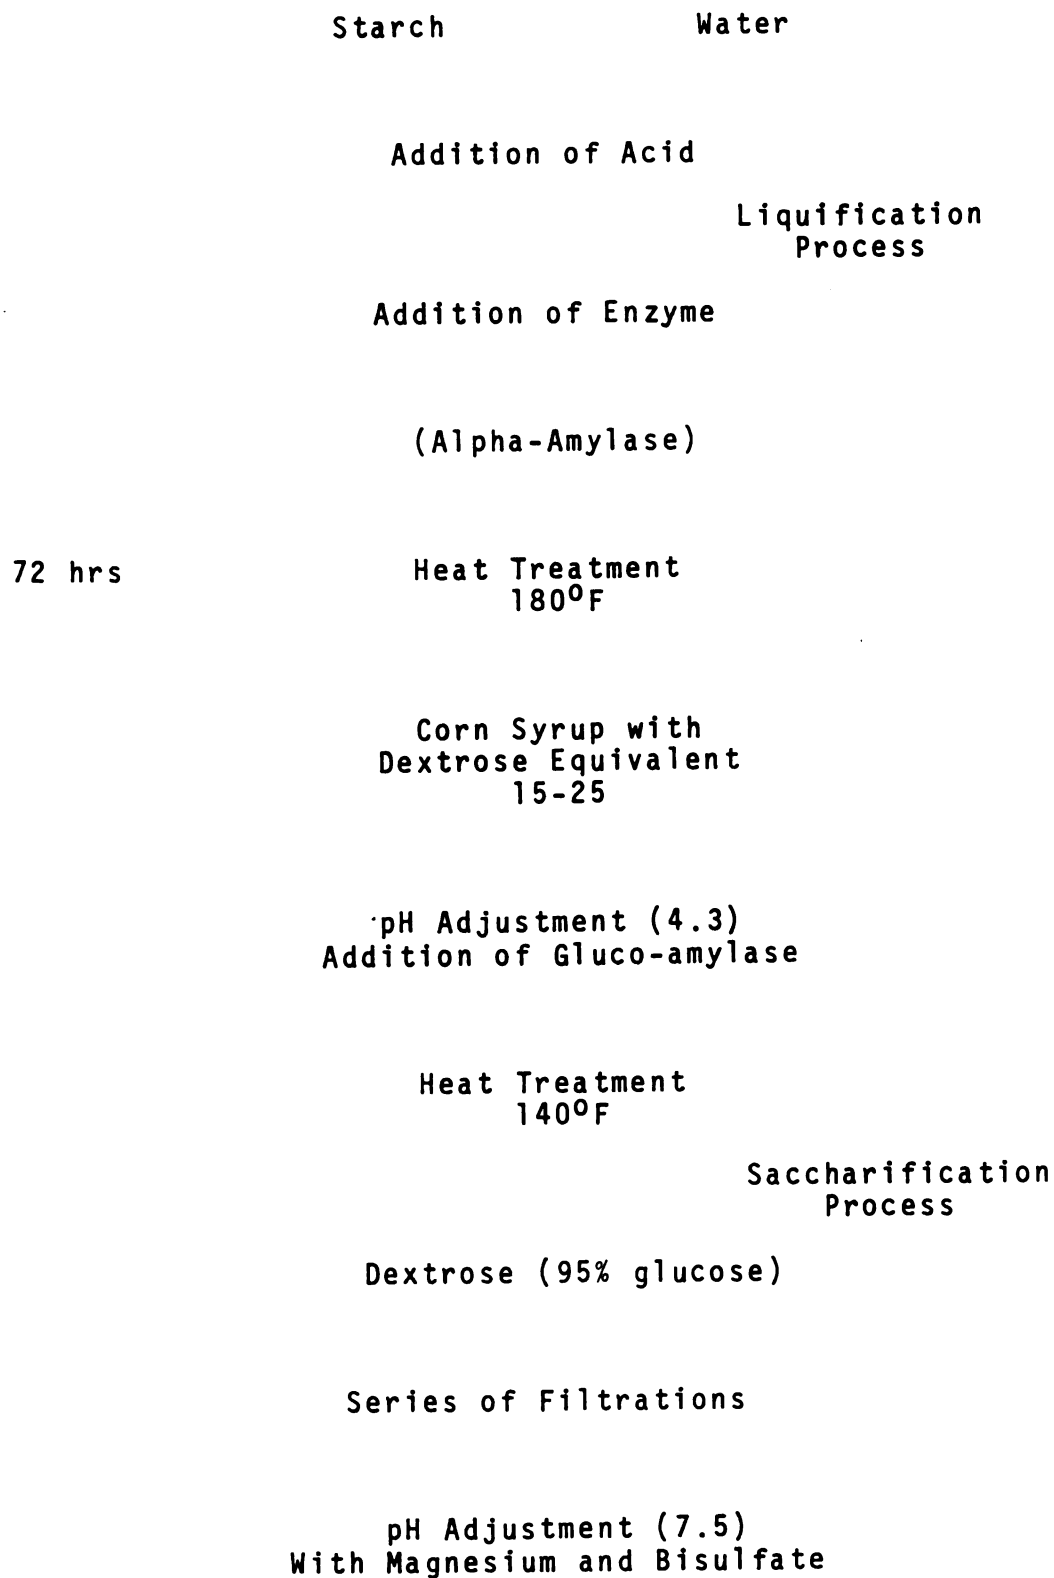 Starch Water
Addition of Acid
Liquification
Process
Addition of Enzyme
(Alpha-Amylase)
72 hrs Heat Treatment
180°F
Corn Syrup with
Dextrose Equivalent
15-25
pH Adjustment (4.3)
Addition of Gluco-amylase
Heat Treatment
140°F
Saccharification
Process
Dextrose (95% glucose)
Series of Filtrations
pH Adjustment (7.5)
With Magnesium and Bisulfate